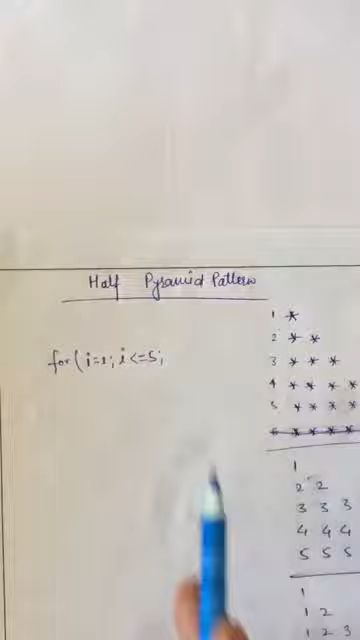 Half Pyramid Pattern
for( i=1; i<=5;
1 *
2 * *
3 * * *
4 * * * *
5 * * * *
6 * * * * *
1
2 2
3 3 3
4 4 4
5 5 5
1
1 2
1 2 3